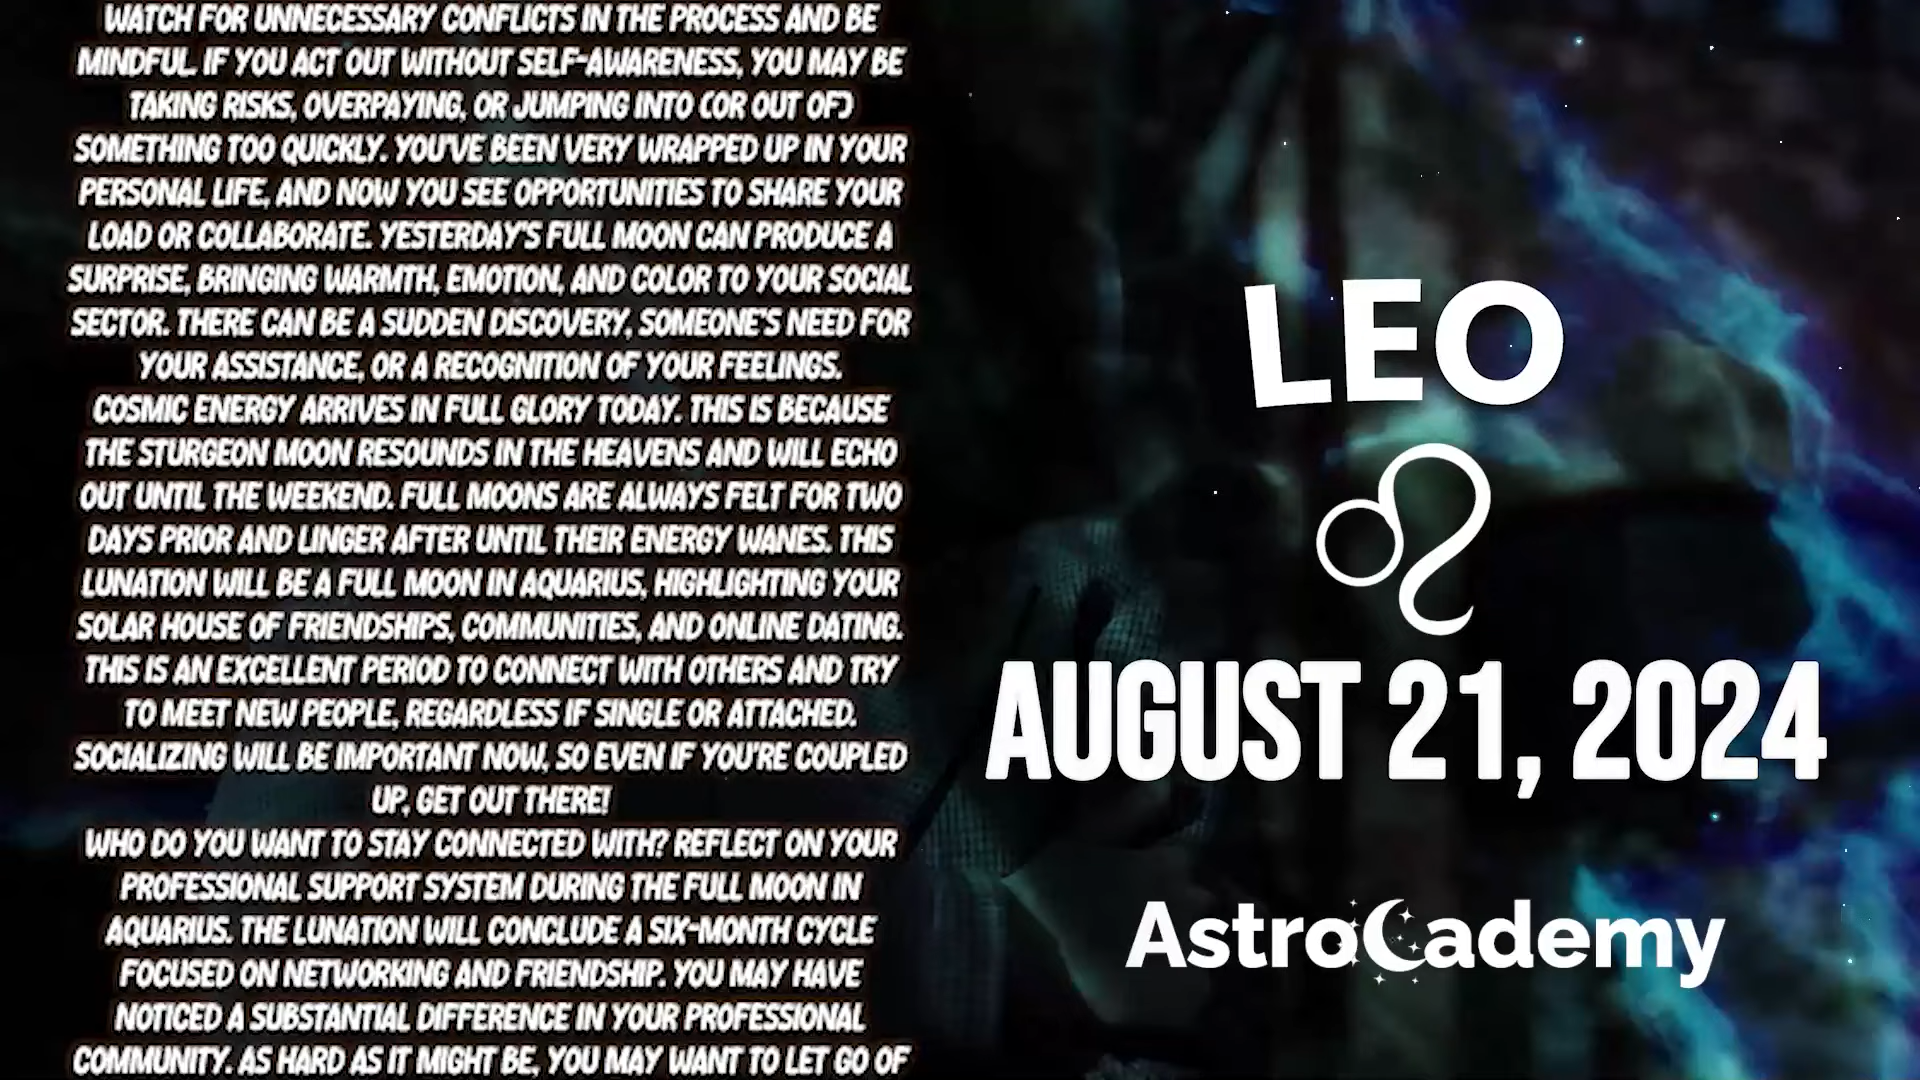 WATCH FOR UNNECESSARY CONFLICTS IN THE PROCESS AND BE
MINDFUL. IF YOU ACT OUT WITHOUT SELF-AWARENESS, YOU MAY BE
TAKING RISKS, OVERPAYING, OR JUMPING INTO (OR OUT OF)
SOMETHING TOO QUICKLY. YOU'VE BEEN VERY WRAPPED UP IN YOUR
PERSONAL LIFE, AND NOW YOU SEE OPPORTUNITIES TO SHARE YOUR
LOAD OR COLLABORATE. YESTERDAY'S FULL MOON CAN PRODUCE A
SURPRISE, BRINGING WARMTH, EMOTION, AND COLOR TO YOUR SOCIAL
SECTOR. THERE CAN BE A SUDDEN DISCOVERY, SOMEONE'S NEED FOR
YOUR ASSISTANCE, OR A RECOGNITION OF YOUR FEELINGS.
COSMIC ENERGY ARRIVES IN FULL GLORY TODAY. THIS IS BECAUSE
THE STURGEON MOON RESOUNDS IN THE HEAVENS AND WILL ECHO
OUT UNTIL THE WEEKEND. FULL MOONS ARE ALWAYS FELT FOR TWO
DAYS PRIOR AND LINGER AFTER UNTIL THEIR ENERGY WANES. THIS
LUNATION WILL BE A FULL MOON IN AQUARIUS, HIGHLIGHTING YOUR
SOLAR HOUSE OF FRIENDSHIPS, COMMUNITIES, AND ONLINE DATING.
THIS IS AN EXCELLENT PERIOD TO CONNECT WITH OTHERS AND TRY
TO MEET NEW PEOPLE, REGARDLESS IF SINGLE OR ATTACHED.
SOCIALIZING WILL BE IMPORTANT NOW, SO EVEN IF YOU'RE COUPLED
UP, GET OUT THERE!
WHO DO YOU WANT TO STAY CONNECTED WITH? REFLECT ON YOUR
PROFESSIONAL SUPPORT SYSTEM DURING THE FULL MOON IN
AQUARIUS. THE LUNATION WILL CONCLUDE A SIX-MONTH CYCLE
FOCUSED ON NETWORKING AND FRIENDSHIP. YOU MAY HAVE
NOTICED A SUBSTANTIAL DIFFERENCE IN YOUR PROFESSIONAL
COMMUNITY. AS HARD AS IT MIGHT BE, YOU MAY WANT TO LET GO OF
LEO
♌
AUGUST 21, 2024
AstroCademy